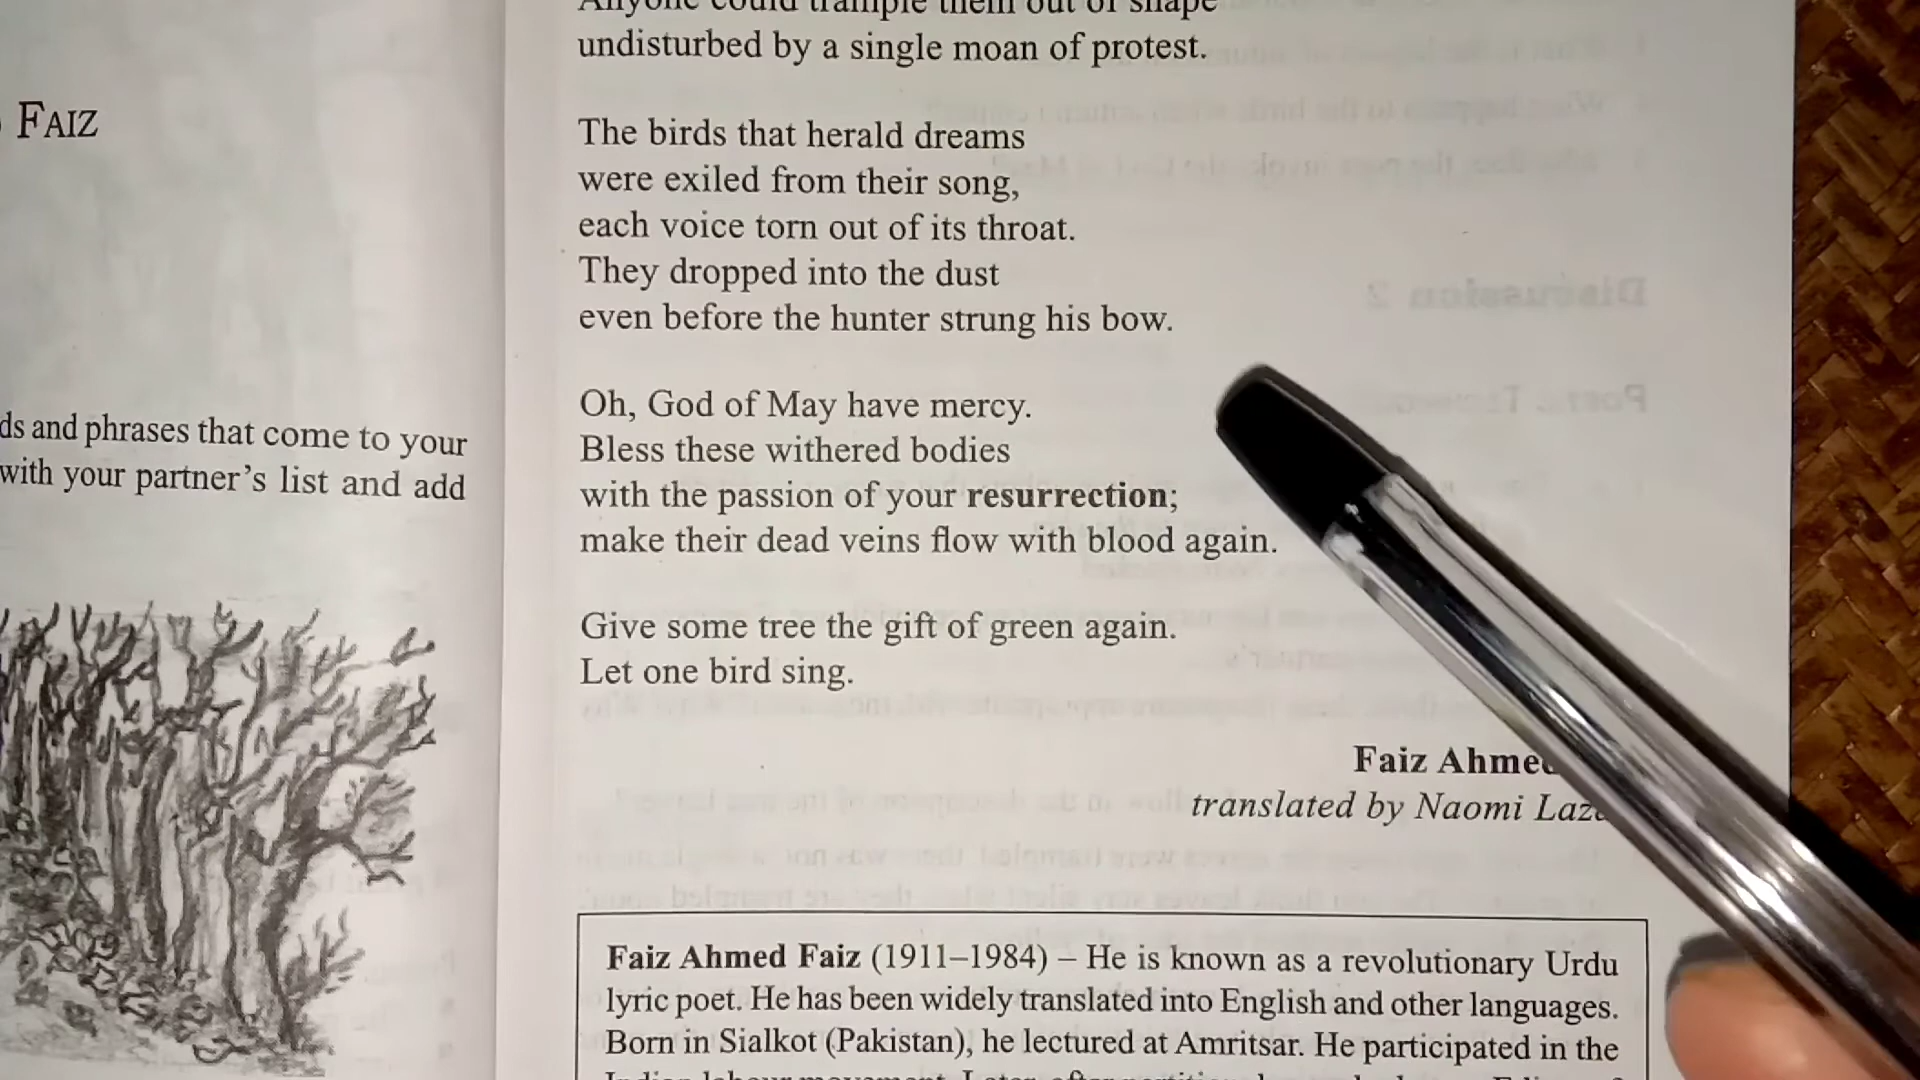 FAIZ
ds and phrases that come to your
with your partner's list and add
Anyone could trample them out of shape
undisturbed by a single moan of protest.
The birds that herald dreams
were exiled from their song,
each voice torn out of its throat.
They dropped into the dust
even before the hunter strung his bow.
Oh, God of May have mercy.
Bless these withered bodies
with the passion of your resurrection;
make their dead veins flow with blood again.
Give some tree the gift of green again.
Let one bird sing.
Faiz Ahmed
translated by Naomi
Faiz Ahmed Faiz (1911–1984) – He is known as a revolutionary Urdu
lyric poet. He has been widely translated into English and other languages.
Born in Sialkot (Pakistan), he lectured at Amritsar. He participated in the